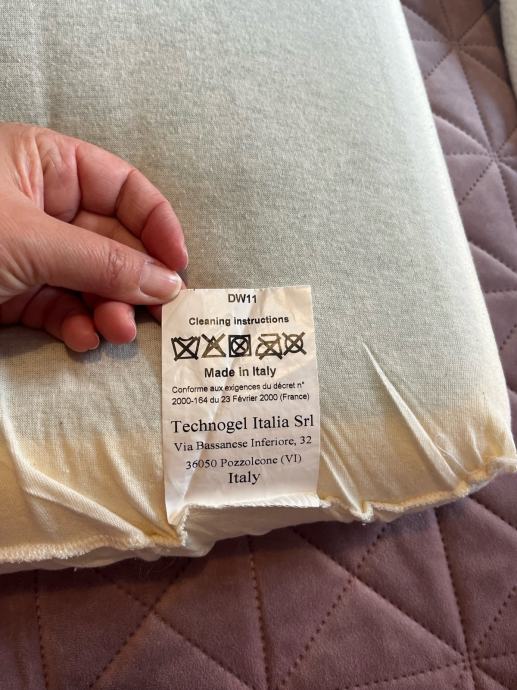 DW11
Cleaning instructions
Made in Italy
Conforme aux exigences du décret n°
2000-164 du 23 Février 2000 (France)
Technogel Italia Srl
Via Bassanese Inferiore, 32
36050 Pozzoleone (VI)
Italy